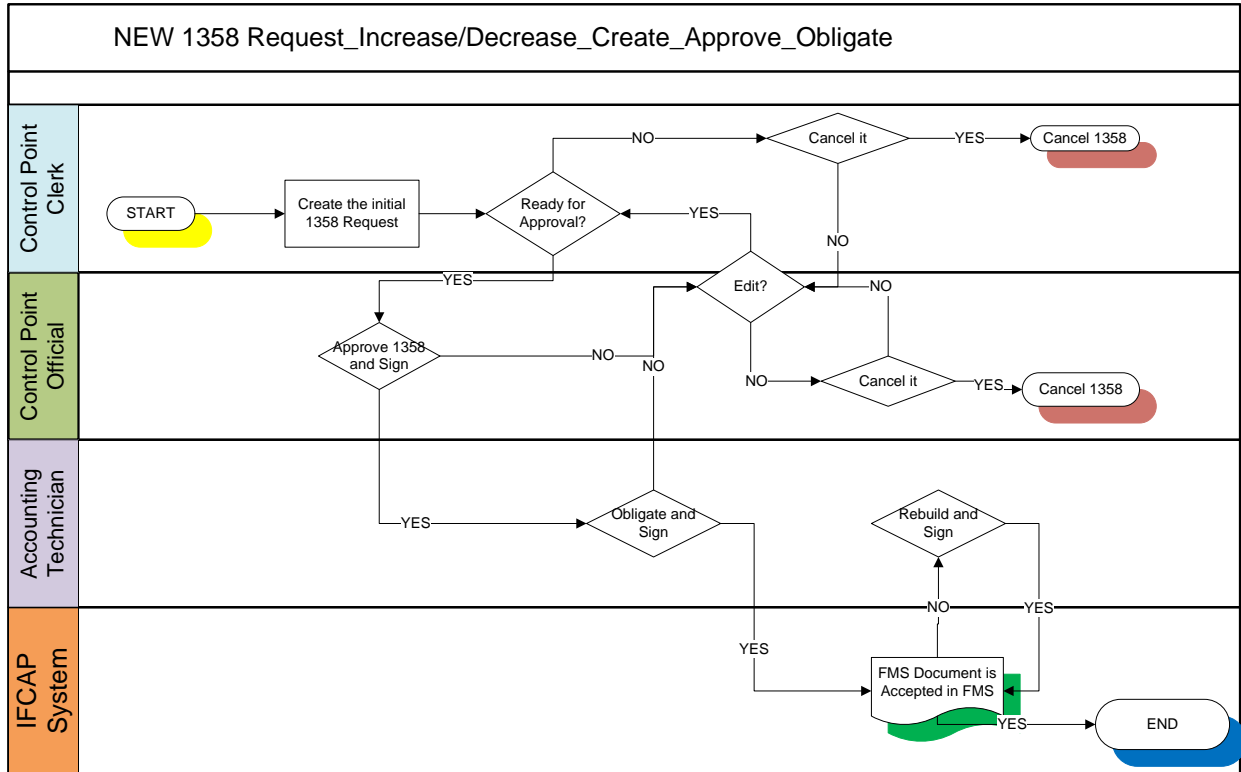 NEW 1358 Request_Increase/Decrease_Create_Approve_Obligate
Control Point
Clerk
START
Create the initial
1358 Request
Ready for
Approval?
NO
Cancel it
YES
Cancel 1358
YES
NO
YES
Control Point
Official
Edit?
NO
Approve 1358
and Sign
NO
NO
NO
Cancel it
YES
Cancel 1358
Accounting
Technician
YES
Obligate and
Sign
Rebuild and
Sign
IFCAP
System
NO
YES
YES
FMS Document is
Accepted in FMS
YES
END